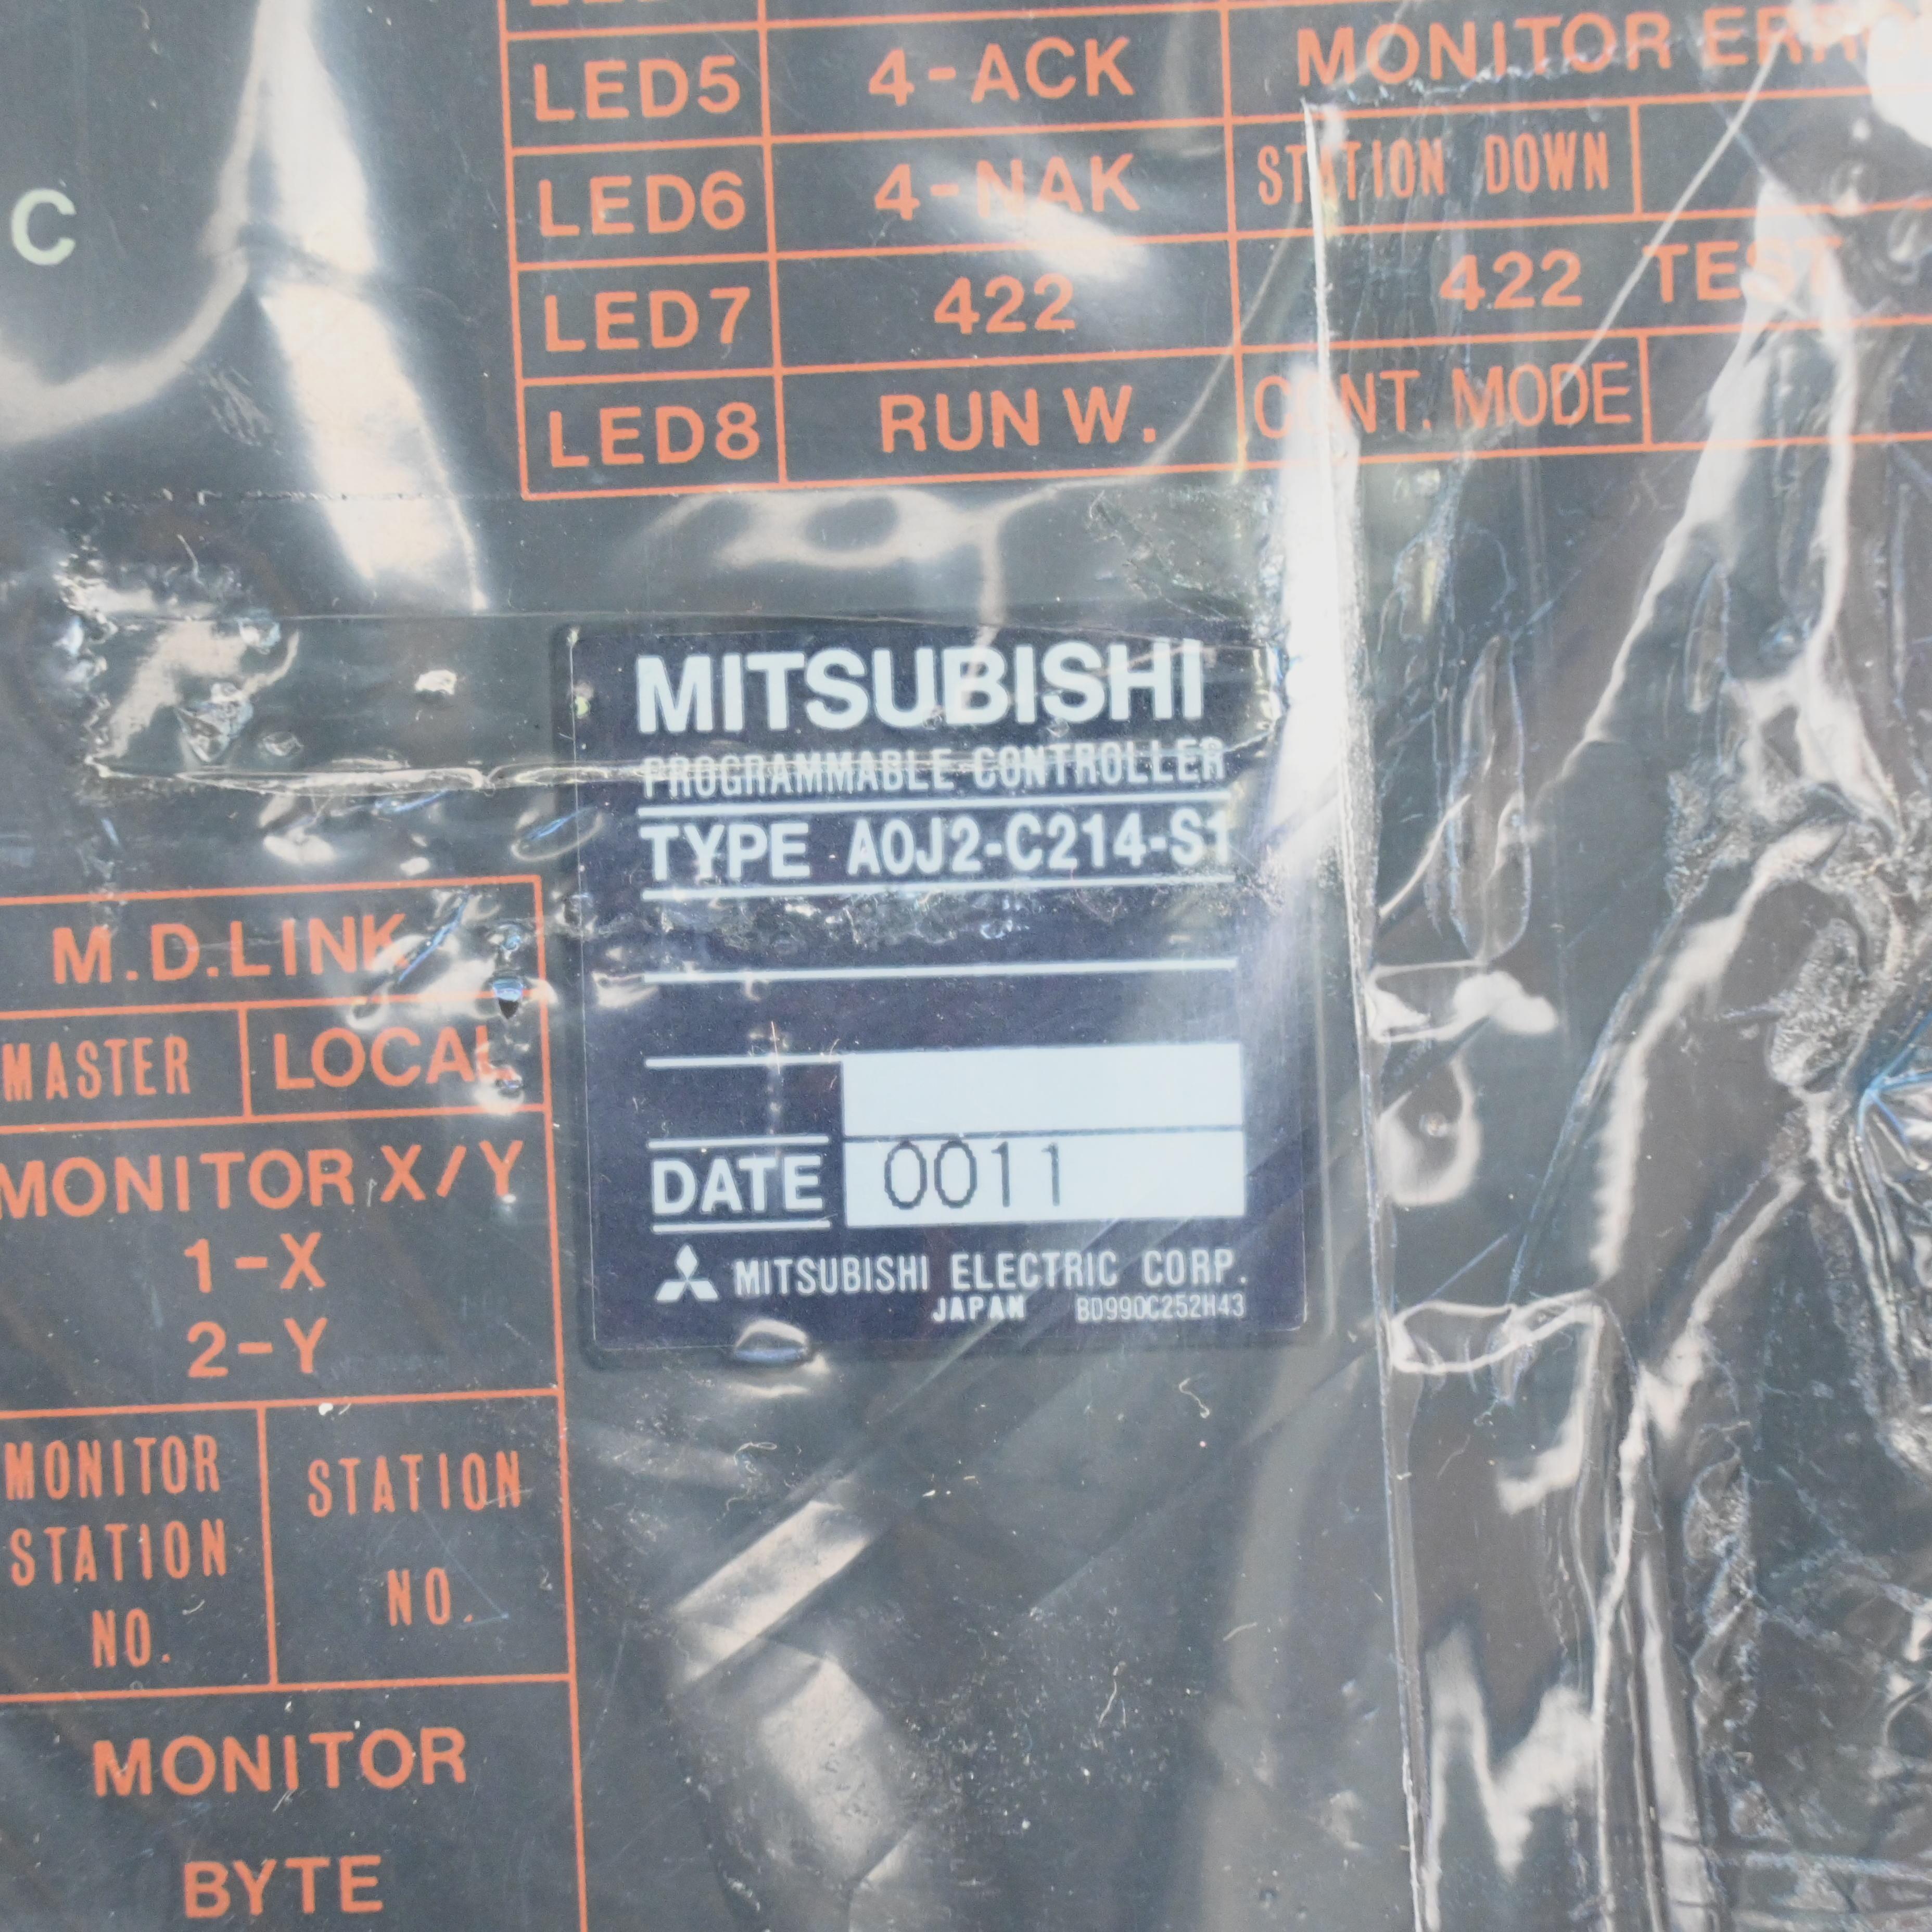 LED5 4-ACK MONITOR ERRO
LED6 4-NAK STATION DOWN
LED7 422 422 TEST
LED8 RUN W. CONT. MODE
C
MITSUBISHI
PROGRAMMABLE CONTROLLER
TYPE A0J2-C214-S1
DATE 0011
MITSUBISHI ELECTRIC CORP.
JAPAN BD990C252H43
M.D.LINK
MASTER LOCAL
MONITOR X/Y
1-X
2-Y
MONITOR
STATION
NO.
STATION
NO.
MONITOR
BYTE